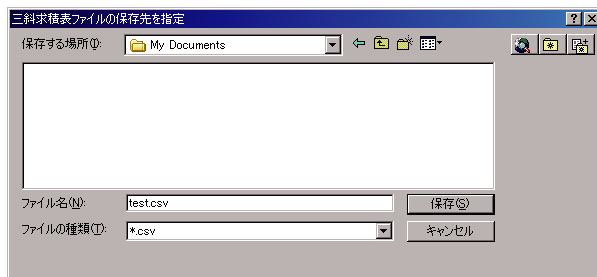 三斜求積表ファイルの保存先を指定
保存する場所(I): My Documents
ファイル名(N): test.csv 保存(S)
ファイルの種類(T): *.csv キャンセル